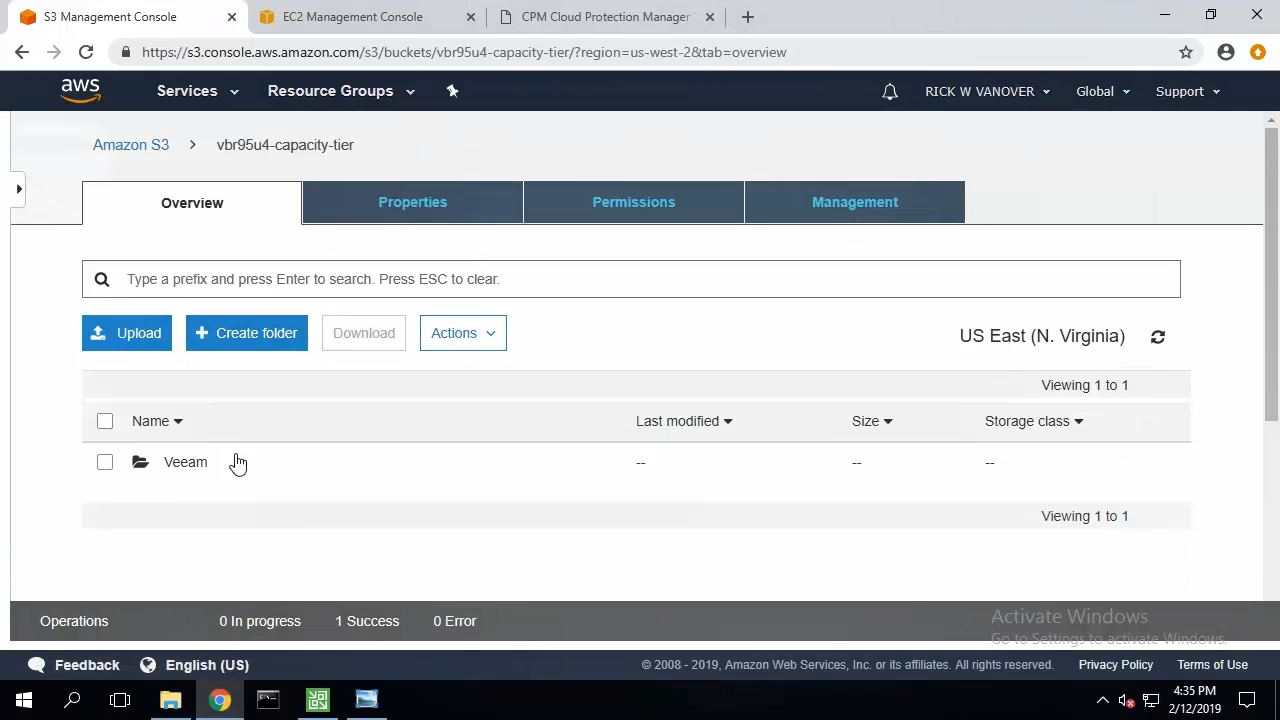 S3 Management Console
EC2 Management Console
CPM Cloud Protection Manager
https://s3.console.aws.amazon.com/s3/buckets/vbr95u4-capacity-tier/?region=us-west-2&tab=overview
aws
Services
Resource Groups
RICK W VANOVER
Global
Support
Amazon S3
vbr95u4-capacity-tier
Overview
Properties
Permissions
Management
Type a prefix and press Enter to search. Press ESC to clear.
Upload
Create folder
Download
Actions
US East (N. Virginia)
Viewing 1 to 1
Name
Last modified
Size
Storage class
Veeam
--
--
--
Viewing 1 to 1
Operations
0 In progress
1 Success
0 Error
Activate Windows
Go to Settings to activate Windows.
Feedback
English (US)
© 2008 - 2019, Amazon Web Services, Inc. or its affiliates. All rights reserved.
Privacy Policy
Terms of Use
4:35 PM
2/12/2019